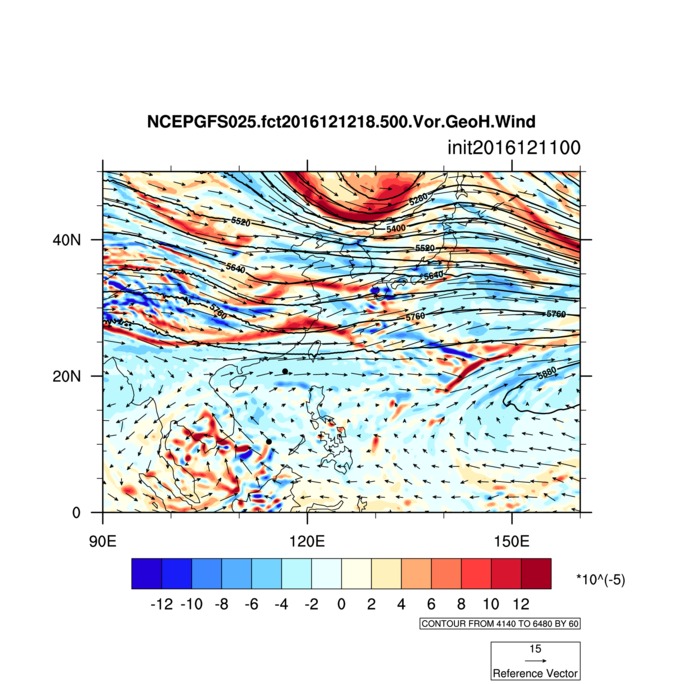 NCEPGFS025.fct2016121218.500.Vor.GeoH.Wind
init2016121100
5260
5520
5400
40N
5520
5640
5640
5760
5760
5760
20N
5880
0
90E 120E 150E
-12 -10 -8 -6 -4 -2 0 2 4 6 8 10 12
*10^(-5)
CONTOUR FROM 4140 TO 6480 BY 60
15
Reference Vector